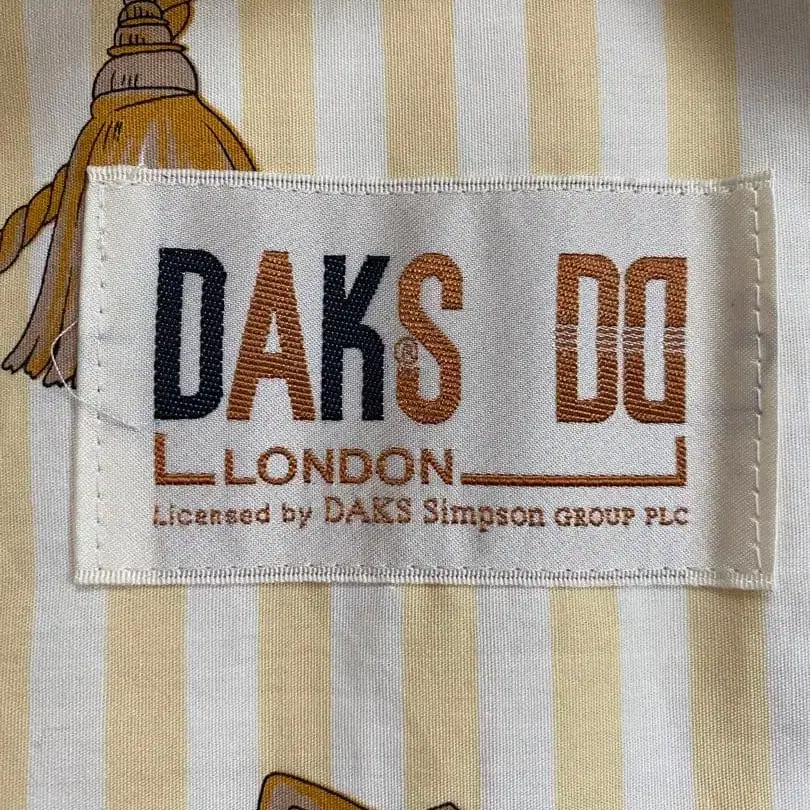 DAKS® DD
LONDON
Licensed by DAKS Simpson GROUP PLC